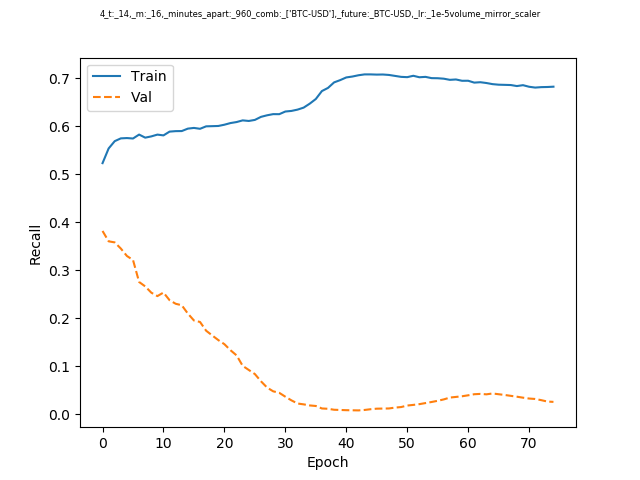 4_t:_14,_m:_16,_minutes_apart:_960_comb:_['BTC-USD'],_future:_BTC-USD,_lr:_1e-5volume_mirror_scaler
Train
Val
0.7
0.6
0.5
0.4
0.3
0.2
0.1
0.0
Recall
0 10 20 30 40 50 60 70
Epoch